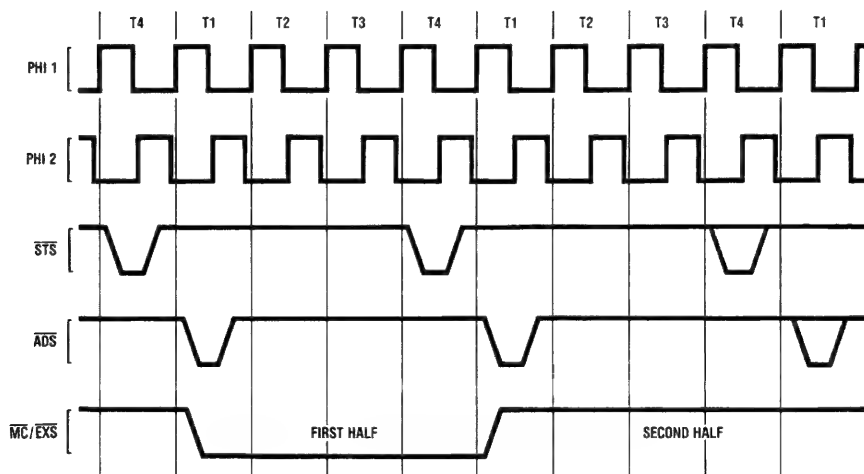 T4 T1 T2 T3 T4 T1 T2 T3 T4 T1
PHI 1
PHI 2
STS
ADS
MC/EXS
FIRST HALF
SECOND HALF